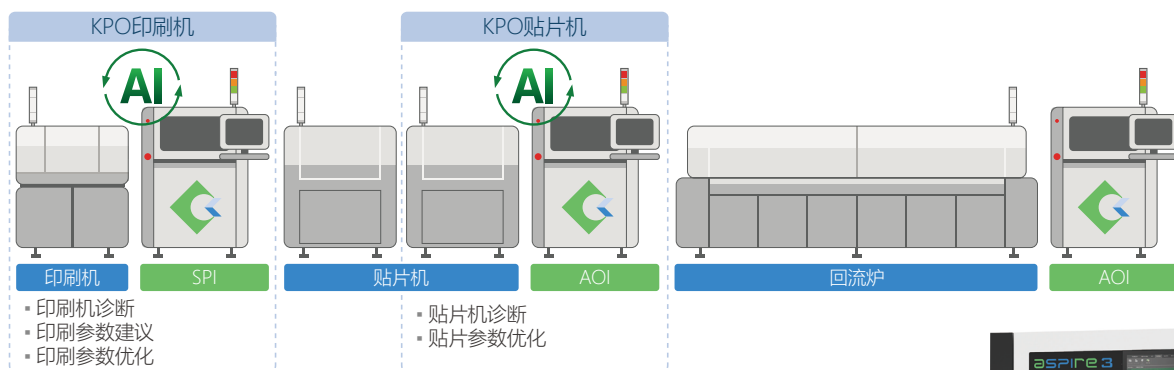 KPO印刷机
KPO贴片机
AI
AI
印刷机
SPI
贴片机
AOI
回流炉
AOI
▪ 印刷机诊断
▪ 印刷参数建议
▪ 印刷参数优化
▪ 贴片机诊断
▪ 贴片参数优化
aSPIre 3